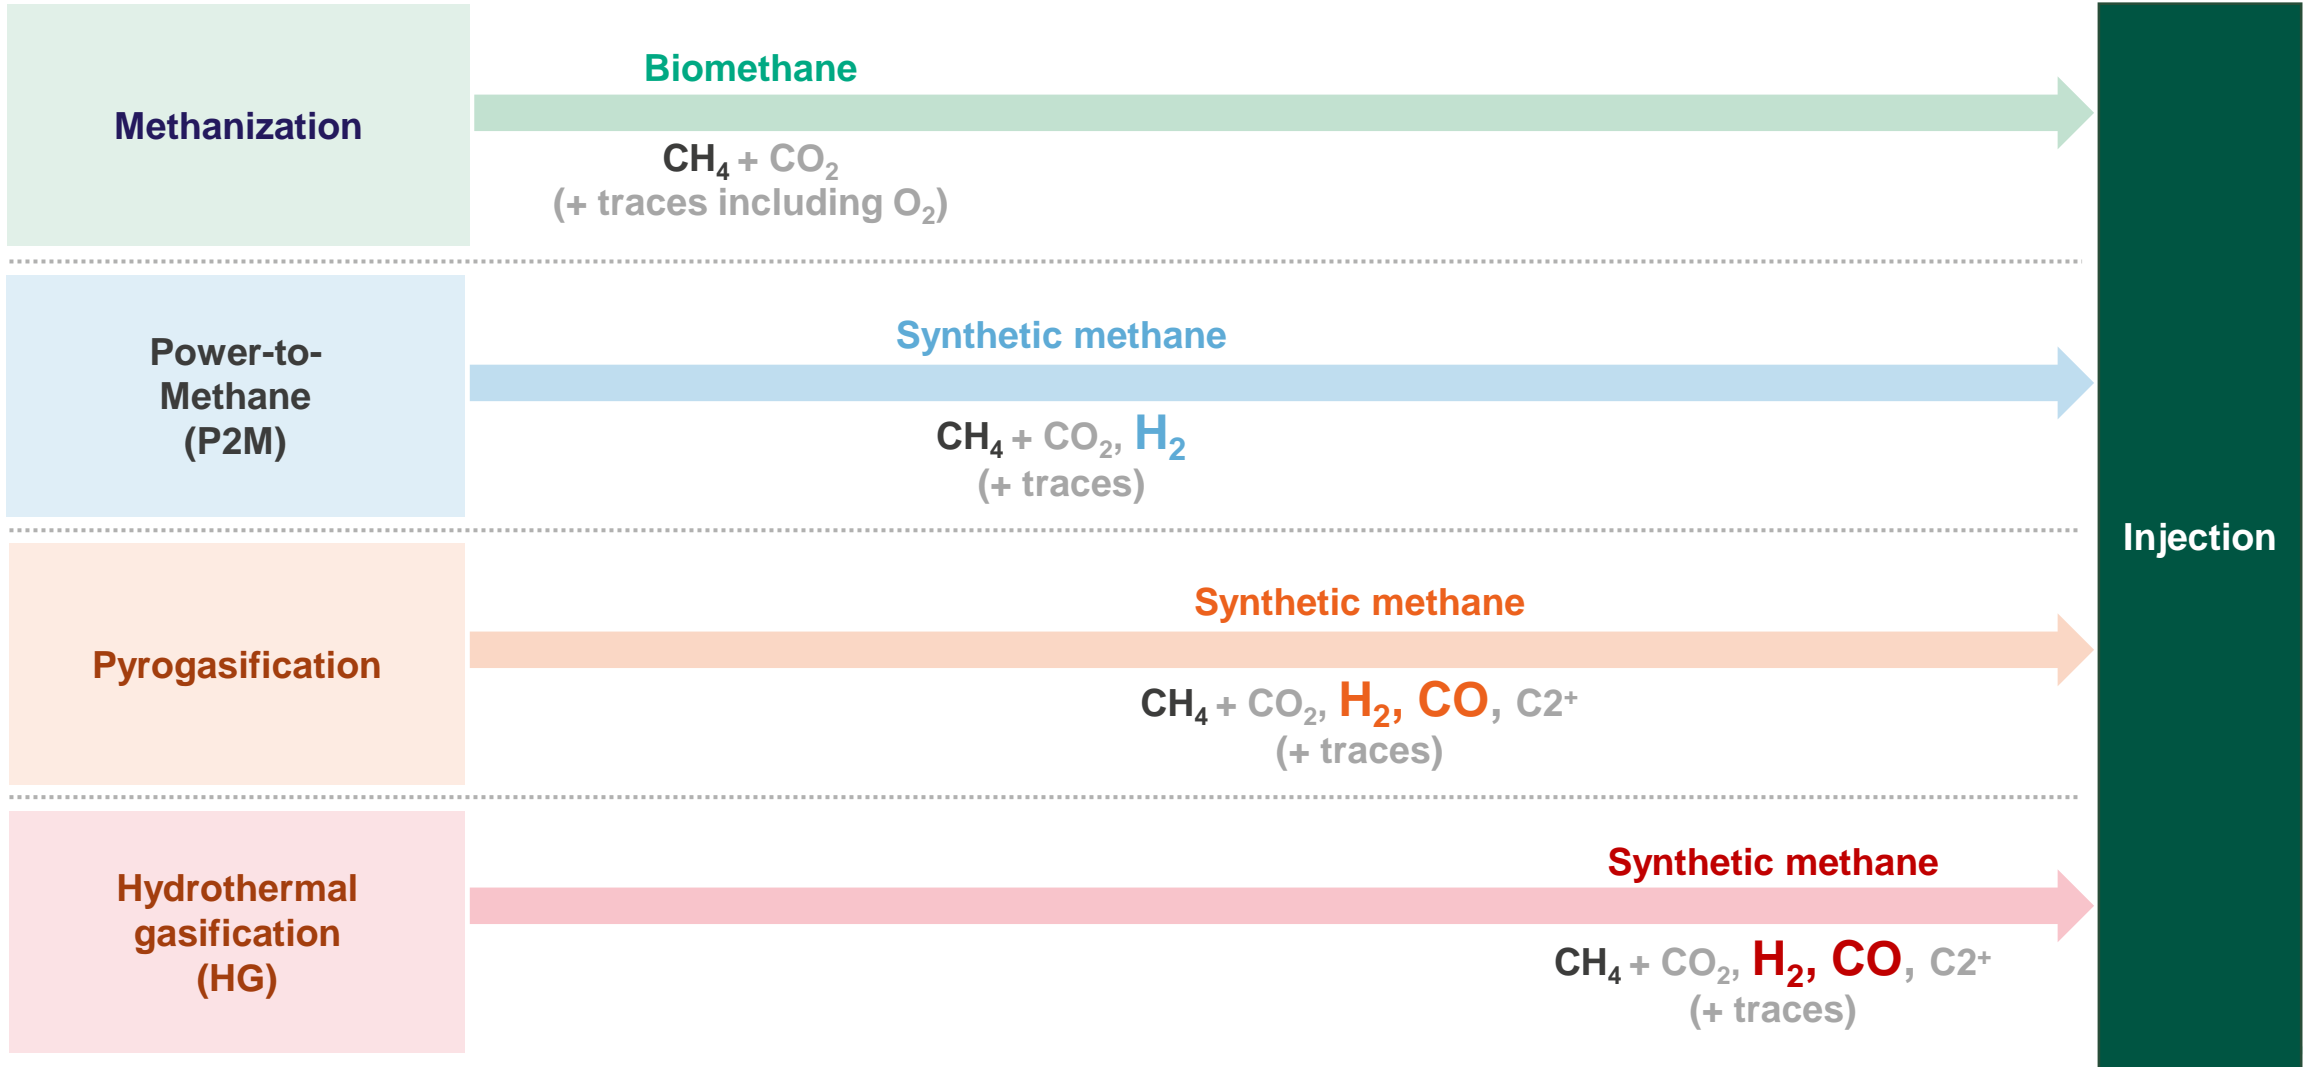 Methanization
Biomethane
CH₄ + CO₂
(+ traces including O₂)
Power-to-
Methane
(P2M)
Synthetic methane
CH₄ + CO₂, H₂
(+ traces)
Pyrogasification
Synthetic methane
CH₄ + CO₂, H₂, CO, C2⁺
(+ traces)
Hydrothermal
gasification
(HG)
Synthetic methane
CH₄ + CO₂, H₂, CO, C2⁺
(+ traces)
Injection